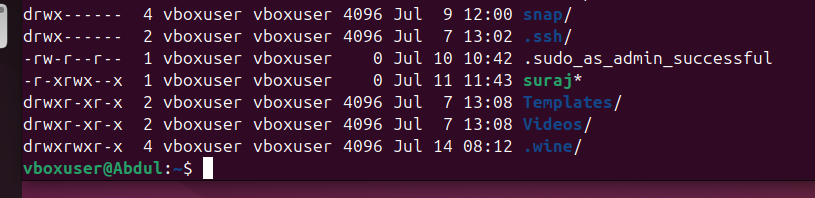 drwx------  4 vboxuser vboxuser 4096 Jul  9 12:00 snap/
drwx------  2 vboxuser vboxuser 4096 Jul  7 13:02 .ssh/
-rw-r--r--  1 vboxuser vboxuser    0 Jul 10 10:42 .sudo_as_admin_successful
-r-xrwx--x  1 vboxuser vboxuser    0 Jul 11 11:43 suraj*
drwxr-xr-x  2 vboxuser vboxuser 4096 Jul  7 13:08 Templates/
drwxr-xr-x  2 vboxuser vboxuser 4096 Jul  7 13:08 Videos/
drwxrwxr-x  4 vboxuser vboxuser 4096 Jul 14 08:12 .wine/
vboxuser@Abdul:~$